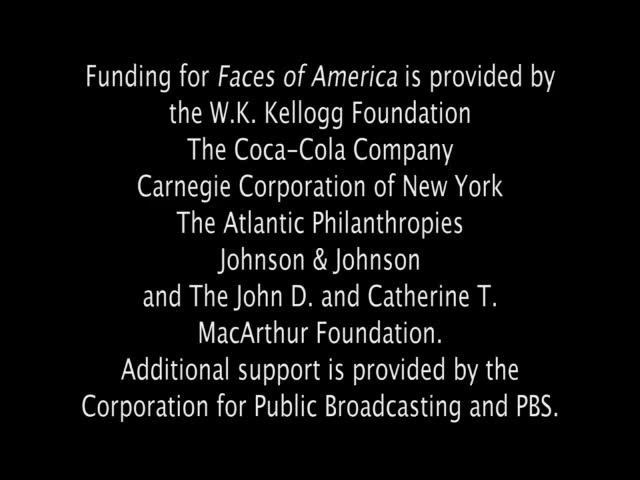 Funding for Faces of America is provided by
the W.K. Kellogg Foundation
The Coca-Cola Company
Carnegie Corporation of New York
The Atlantic Philanthropies
Johnson & Johnson
and The John D. and Catherine T.
MacArthur Foundation.
Additional support is provided by the
Corporation for Public Broadcasting and PBS.